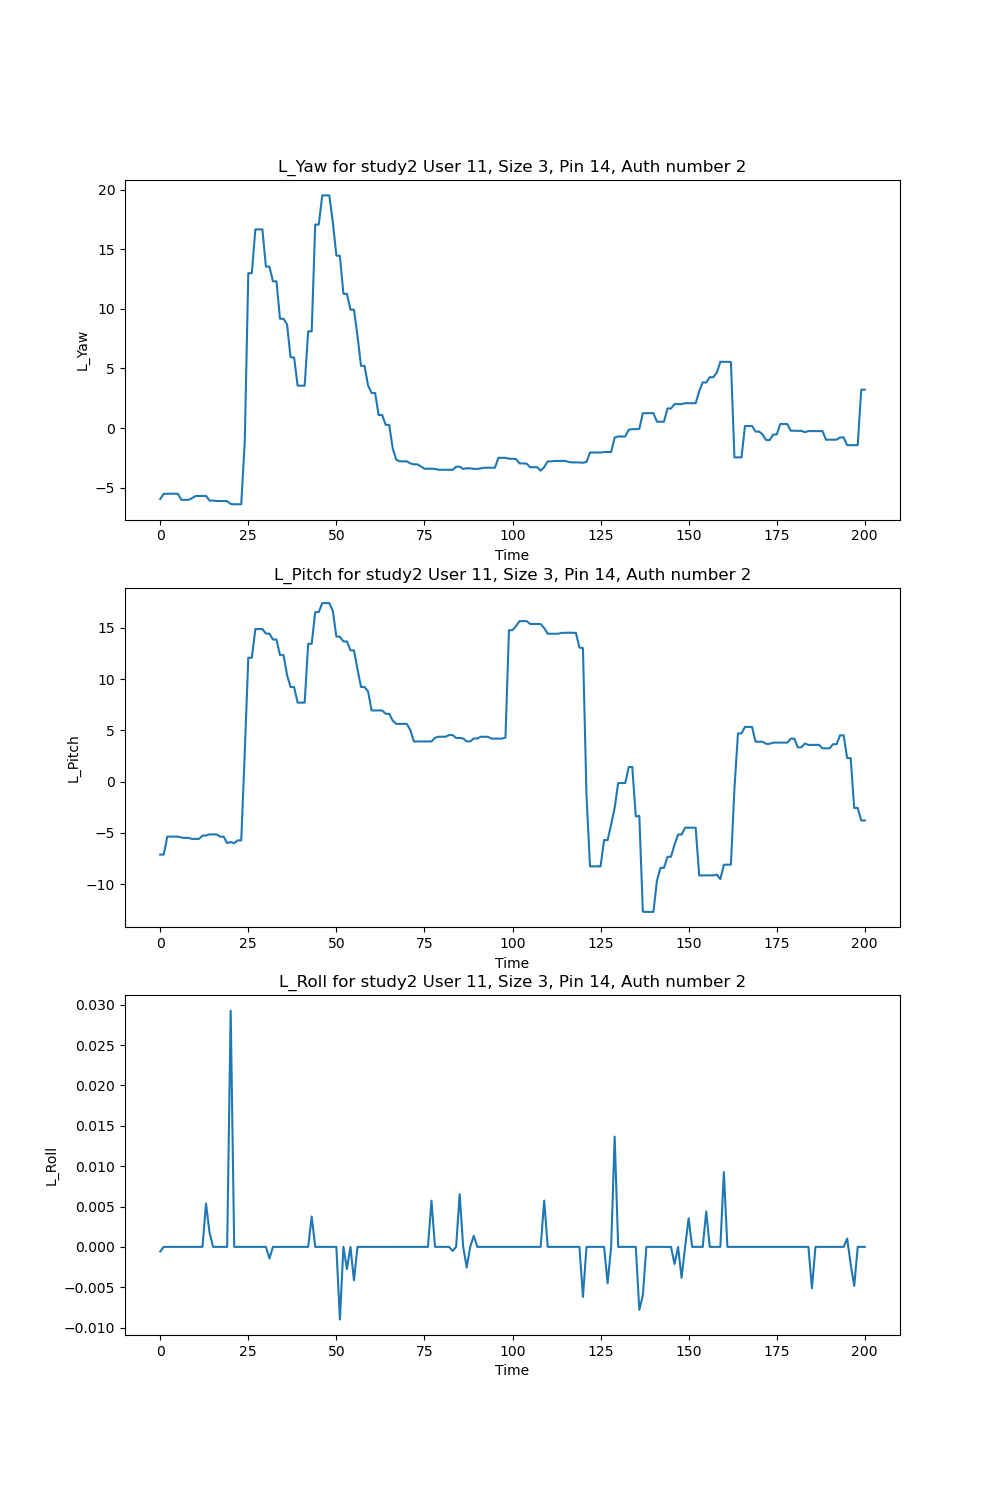 L_Yaw for study2 User 11, Size 3, Pin 14, Auth number 2
20
15
10
5
0
−5
L_Yaw
0 25 50 75 100 125 150 175 200
Time
L_Pitch for study2 User 11, Size 3, Pin 14, Auth number 2
15
10
5
0
−5
−10
L_Pitch
0 25 50 75 100 125 150 175 200
Time
L_Roll for study2 User 11, Size 3, Pin 14, Auth number 2
0.030
0.025
0.020
0.015
0.010
0.005
0.000
−0.005
−0.010
L_Roll
0 25 50 75 100 125 150 175 200
Time